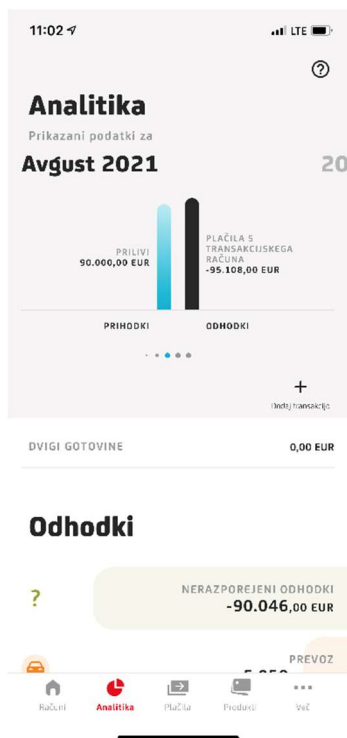 11:02
LTE
Analitika
Prikazani podatki za
Avgust 2021
20
PRILIVI
90.000,00 EUR
PLAČILA S
TRANSAKCIJSKEGA
RAČUNA
-95.108,00 EUR
PRIHODKI
ODHODKI
Dodaj transakcijo
DVIGI GOTOVINE
0,00 EUR
Odhodki
?
NERAZPOREJENI ODHODKI
-90.046,00 EUR
PREVOZ
Računi
Analitika
Plačila
Produkti
Več